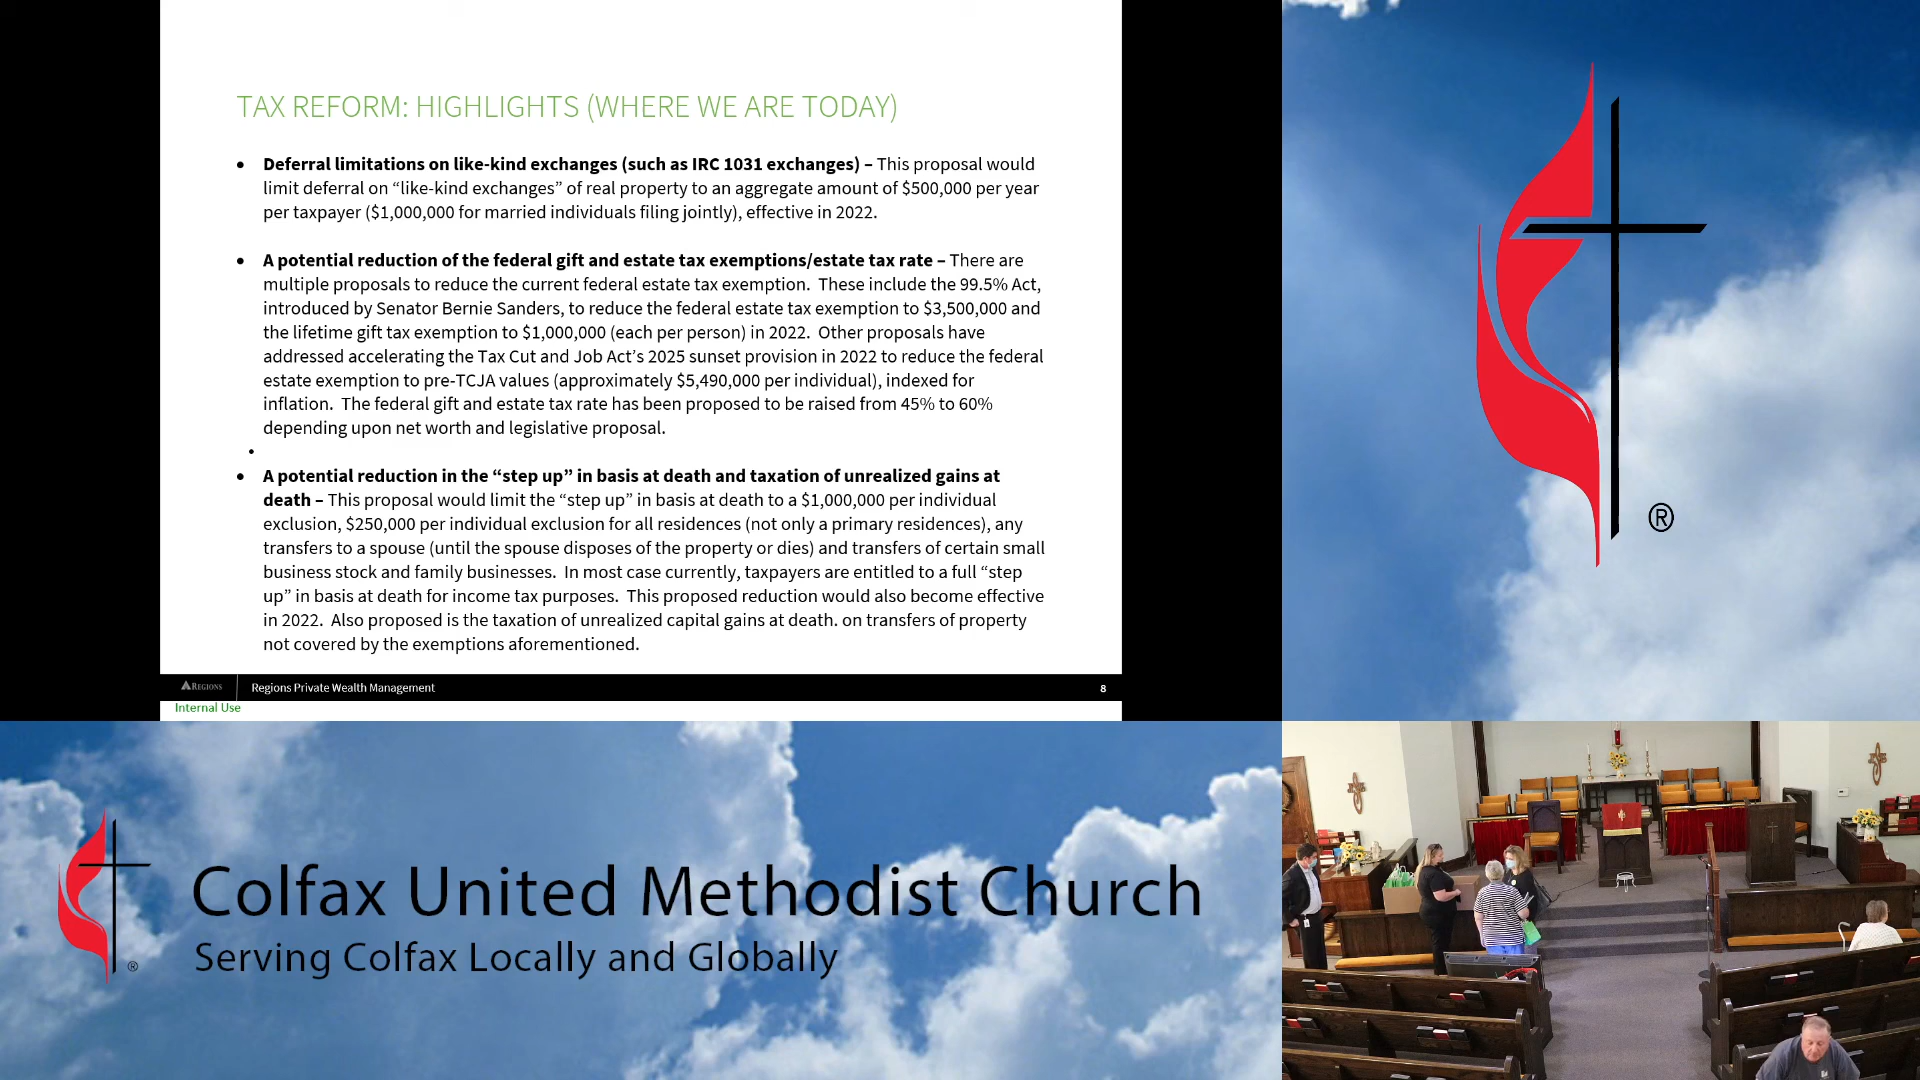 TAX REFORM: HIGHLIGHTS (WHERE WE ARE TODAY)
• Deferral limitations on like-kind exchanges (such as IRC 1031 exchanges) – This proposal would
limit deferral on “like-kind exchanges” of real property to an aggregate amount of $500,000 per year
per taxpayer ($1,000,000 for married individuals filing jointly), effective in 2022.
• A potential reduction of the federal gift and estate tax exemptions/estate tax rate – There are
multiple proposals to reduce the current federal estate tax exemption.  These include the 99.5% Act,
introduced by Senator Bernie Sanders, to reduce the federal estate tax exemption to $3,500,000 and
the lifetime gift tax exemption to $1,000,000 (each per person) in 2022.  Other proposals have
addressed accelerating the Tax Cut and Job Act’s 2025 sunset provision in 2022 to reduce the federal
estate exemption to pre-TCJA values (approximately $5,490,000 per individual), indexed for
inflation.  The federal gift and estate tax rate has been proposed to be raised from 45% to 60%
depending upon net worth and legislative proposal.
•
• A potential reduction in the “step up” in basis at death and taxation of unrealized gains at
death – This proposal would limit the “step up” in basis at death to a $1,000,000 per individual
exclusion, $250,000 per individual exclusion for all residences (not only a primary residences), any
transfers to a spouse (until the spouse disposes of the property or dies) and transfers of certain small
business stock and family businesses.  In most case currently, taxpayers are entitled to a full “step
up” in basis at death for income tax purposes.  This proposed reduction would also become effective
in 2022.  Also proposed is the taxation of unrealized capital gains at death. on transfers of property
not covered by the exemptions aforementioned.
REGIONS
Regions Private Wealth Management
8
Internal Use
®
Colfax United Methodist Church
Serving Colfax Locally and Globally
®